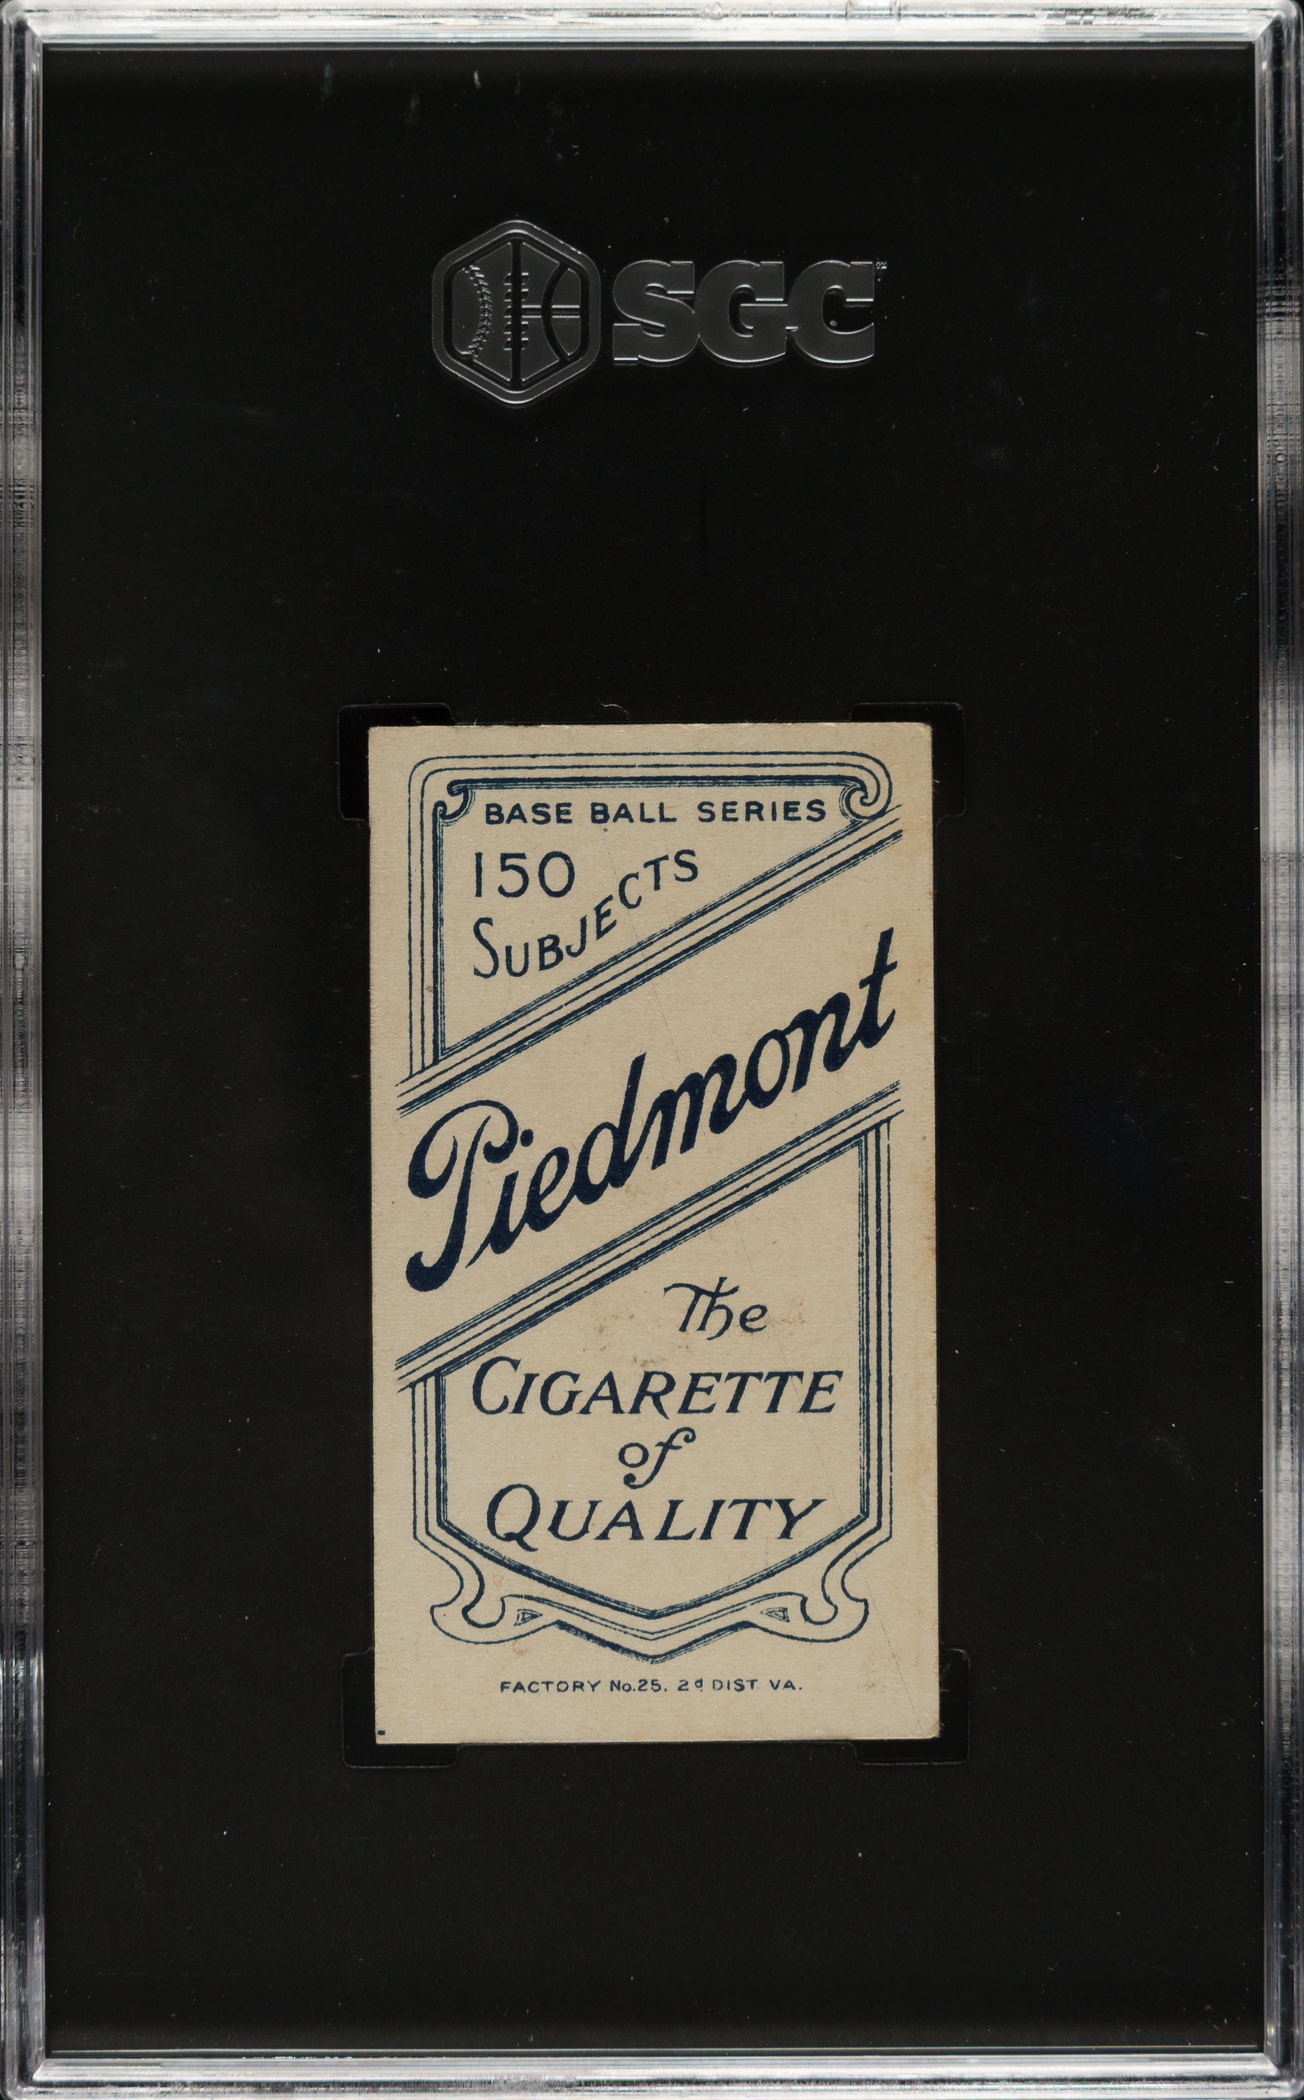 SGC
BASE BALL SERIES
150
SUBJECTS
Piedmont
The
CIGARETTE
of
QUALITY
FACTORY No.25. 2d DIST. VA.